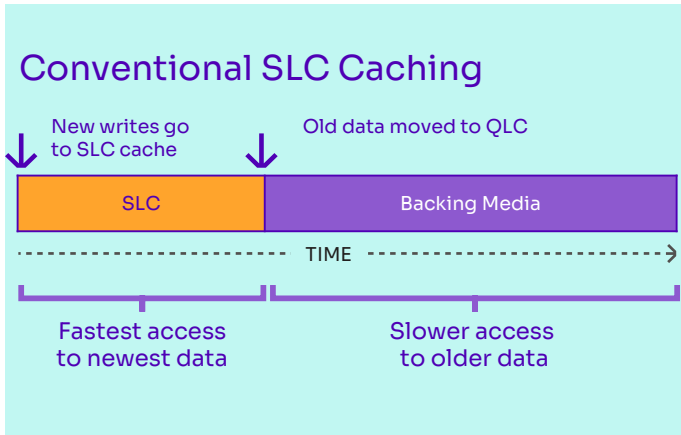 Conventional SLC Caching
New writes go
to SLC cache
Old data moved to QLC
SLC
Backing Media
TIME
Fastest access
to newest data
Slower access
to older data